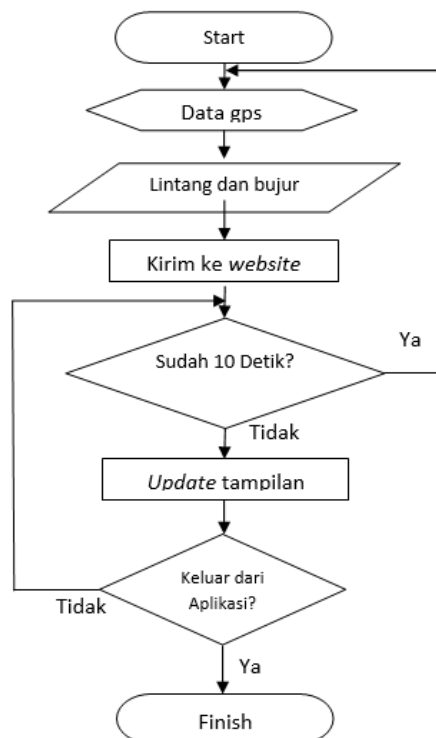 Start
Data gps
Lintang dan bujur
Kirim ke website
Sudah 10 Detik?
Ya
Tidak
Update tampilan
Keluar dari
Aplikasi?
Tidak
Ya
Finish